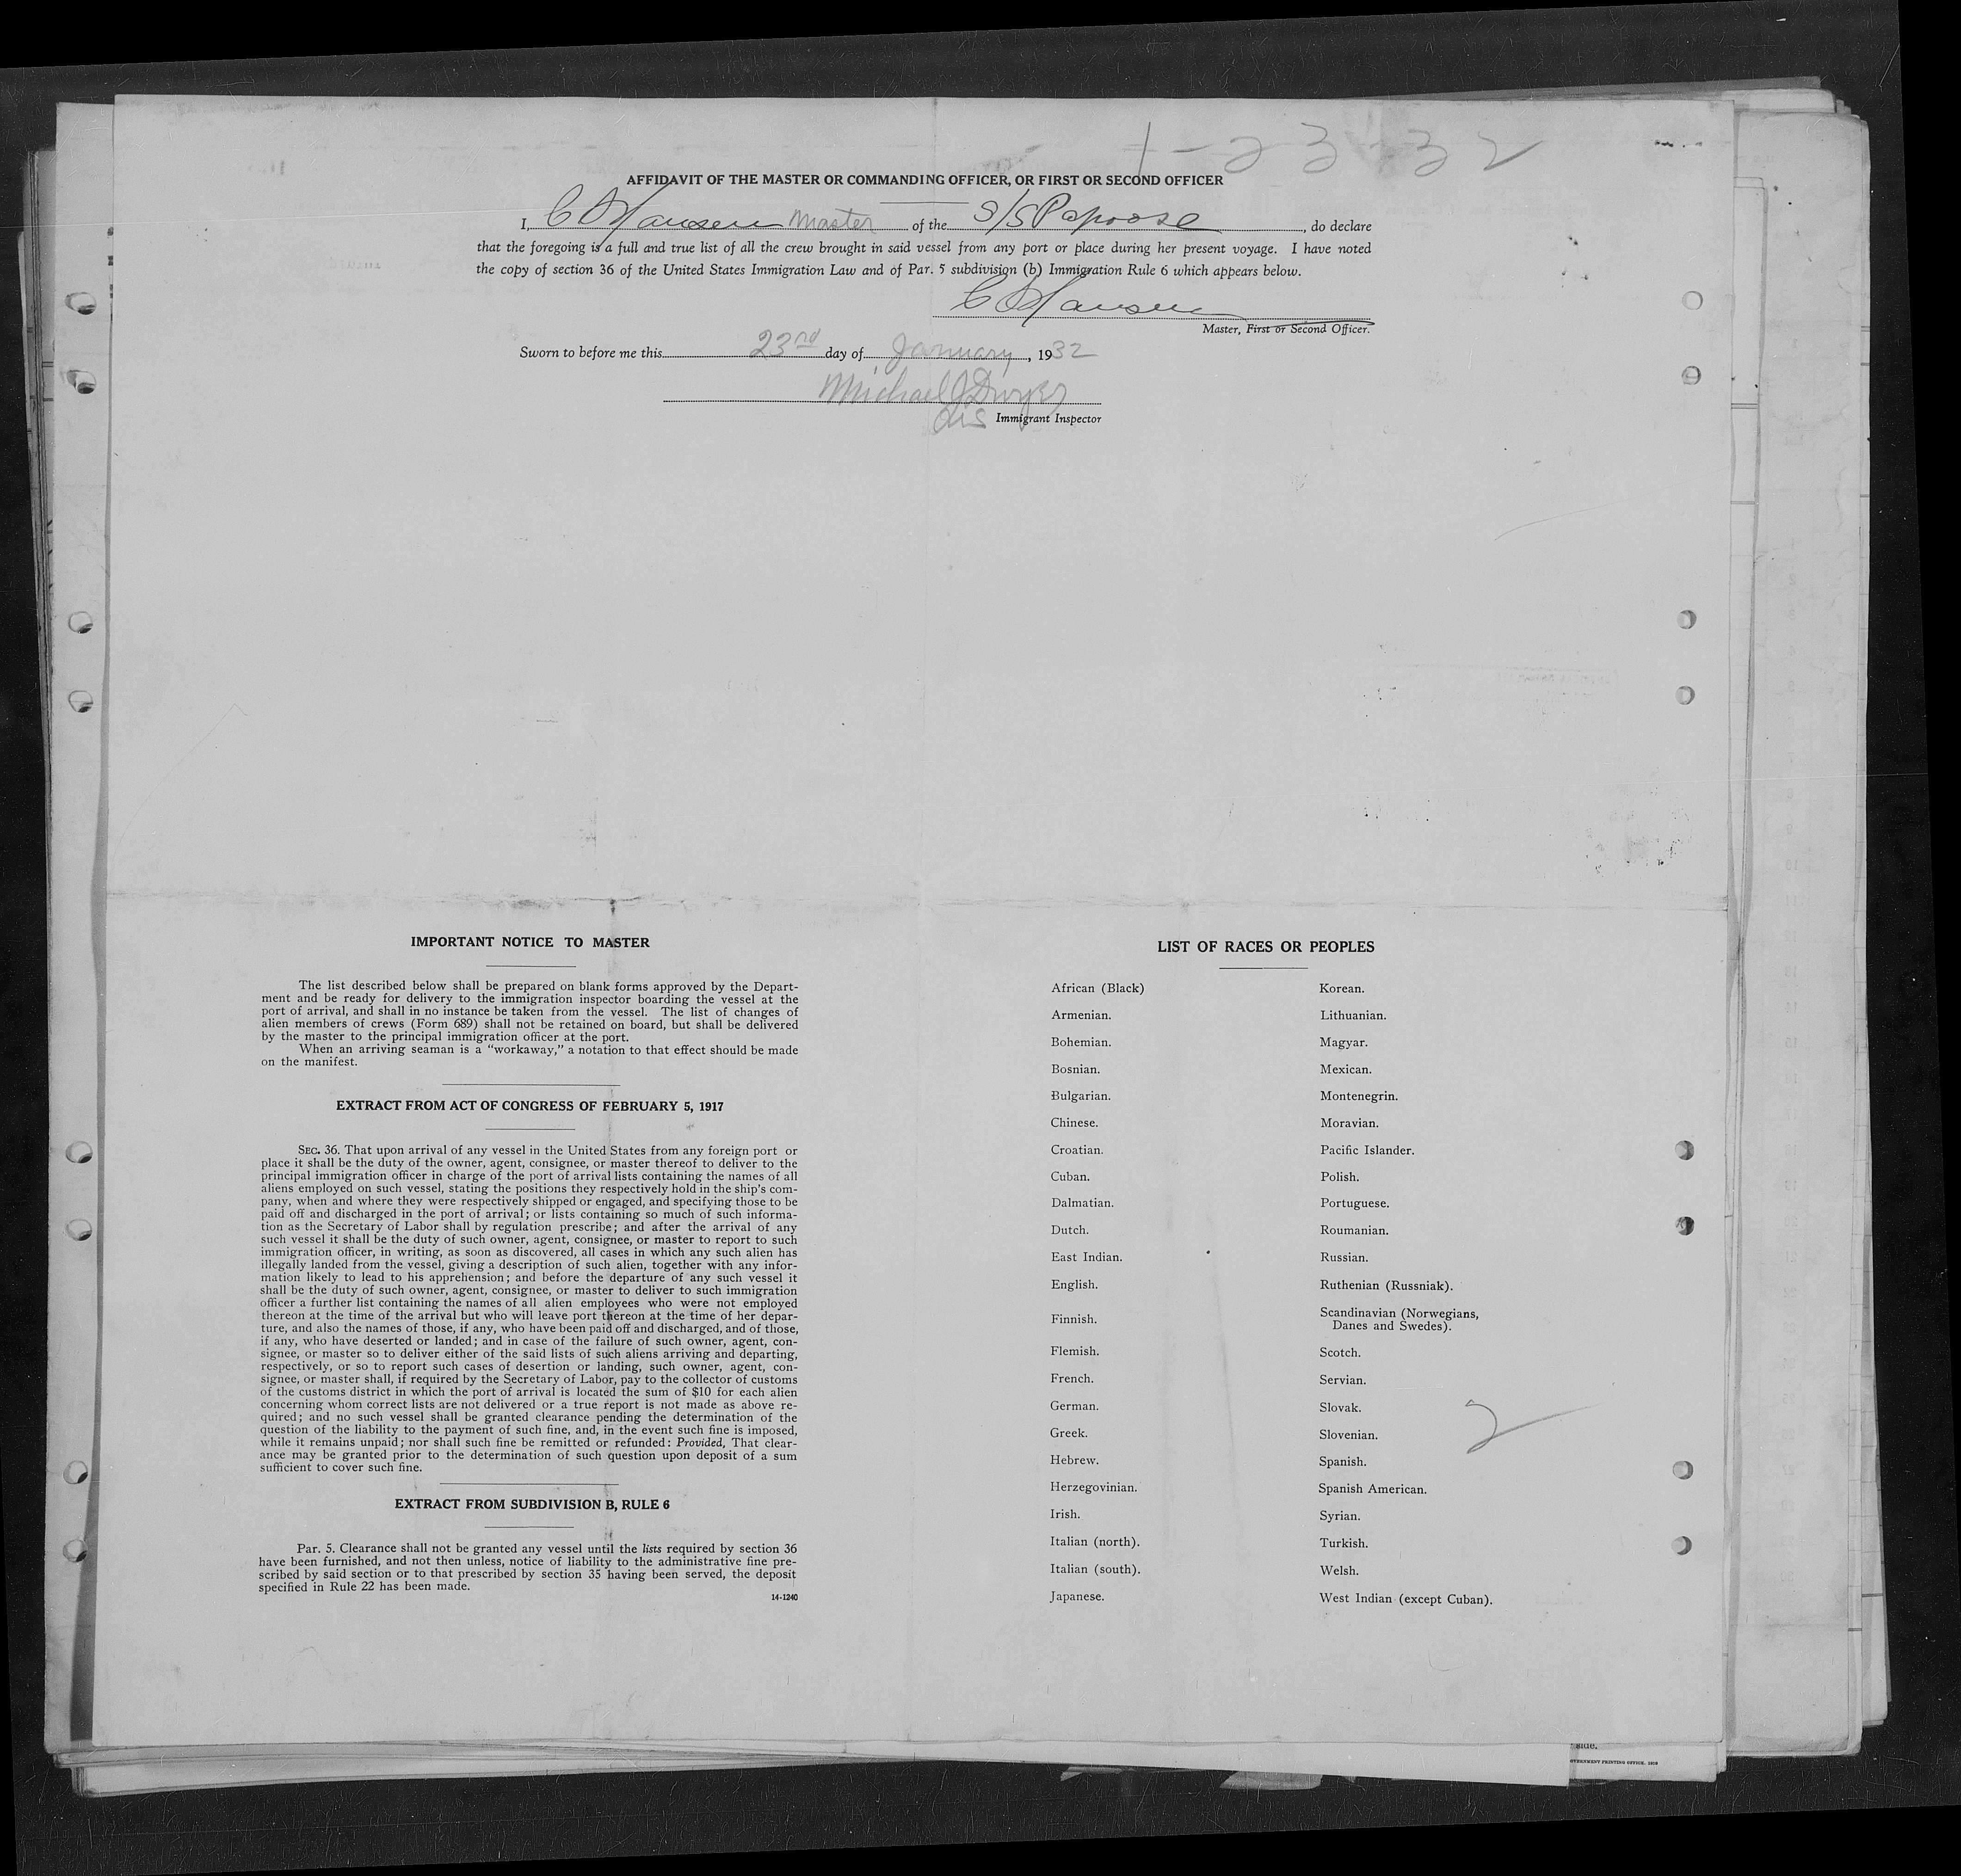 1-23-32
AFFIDAVIT OF THE MASTER OR COMMANDING OFFICER, OR FIRST OR SECOND OFFICER
I, C Hansen Master of the S/S Papoose, do declare
that the foregoing is a full and true list of all the crew brought in said vessel from any port or place during her present voyage. I have noted
the copy of section 36 of the United States Immigration Law and of Par. 5 subdivision (b) Immigration Rule 6 which appears below.
C Hansen
Master, First or Second Officer.
Sworn to before me this 23rd day of January, 1932
Michael J Dwyer
Immigrant Inspector
IMPORTANT NOTICE TO MASTER
The list described below shall be prepared on blank forms approved by the Depart-
ment and be ready for delivery to the immigration inspector boarding the vessel at the
port of arrival, and shall in no instance be taken from the vessel. The list of changes of
alien members of crews (Form 689) shall not be retained on board, but shall be delivered
by the master to the principal immigration officer at the port.
When an arriving seaman is a "workaway," a notation to that effect should be made
on the manifest.
EXTRACT FROM ACT OF CONGRESS OF FEBRUARY 5, 1917
SEC. 36. That upon arrival of any vessel in the United States from any foreign port or
place it shall be the duty of the owner, agent, consignee, or master thereof to deliver to the
principal immigration officer in charge of the port of arrival lists containing the names of all
aliens employed on such vessel, stating the positions they respectively hold in the ship's com-
pany, when and where they were respectively shipped or engaged, and specifying those to be
paid off and discharged in the port of arrival; or lists containing so much of such informa-
tion as the Secretary of Labor shall by regulation prescribe; and after the arrival of any
such vessel it shall be the duty of such owner, agent, consignee, or master to report to such
immigration officer, in writing, as soon as discovered, all cases in which any such alien has
illegally landed from the vessel, giving a description of such alien, together with any infor-
mation likely to lead to his apprehension; and before the departure of any such vessel it
shall be the duty of such owner, agent, consignee, or master to deliver to such immigration
officer a further list containing the names of all alien employees who were not employed
thereon at the time of the arrival but who will leave port thereon at the time of her depar-
ture, and also the names of those, if any, who have been paid off and discharged, and of those,
if any, who have deserted or landed; and in case of the failure of such owner, agent, con-
signee, or master so to deliver either of the said lists of such aliens arriving and departing,
respectively, or so to report such cases of desertion or landing, such owner, agent, con-
signee, or master shall, if required by the Secretary of Labor, pay to the collector of customs
of the customs district in which the port of arrival is located the sum of $10 for each alien
concerning whom correct lists are not delivered or a true report is not made as above re-
quired; and no such vessel shall be granted clearance pending the determination of the
question of the liability to the payment of such fine, and, in the event such fine is imposed,
while it remains unpaid; nor shall such fine be remitted or refunded: Provided, That clear-
ance may be granted prior to the determination of such question upon deposit of a sum
sufficient to cover such fine.
EXTRACT FROM SUBDIVISION B, RULE 6
Par. 5. Clearance shall not be granted any vessel until the lists required by section 36
have been furnished, and not then unless, notice of liability to the administrative fine pre-
scribed by said section or to that prescribed by section 35 having been served, the deposit
specified in Rule 22 has been made.
14-1240
LIST OF RACES OR PEOPLES
African (Black)
Armenian.
Bohemian.
Bosnian.
Bulgarian.
Chinese.
Croatian.
Cuban.
Dalmatian.
Dutch.
East Indian.
English.
Finnish.
Flemish.
French.
German.
Greek.
Hebrew.
Herzegovinian.
Irish.
Italian (north).
Italian (south).
Japanese.
Korean.
Lithuanian.
Magyar.
Mexican.
Montenegrin.
Moravian.
Pacific Islander.
Polish.
Portuguese.
Roumanian.
Russian.
Ruthenian (Russniak).
Scandinavian (Norwegians,
Danes and Swedes).
Scotch.
Servian.
Slovak.
Slovenian.
Spanish.
Spanish American.
Syrian.
Turkish.
Welsh.
West Indian (except Cuban).
2
side.